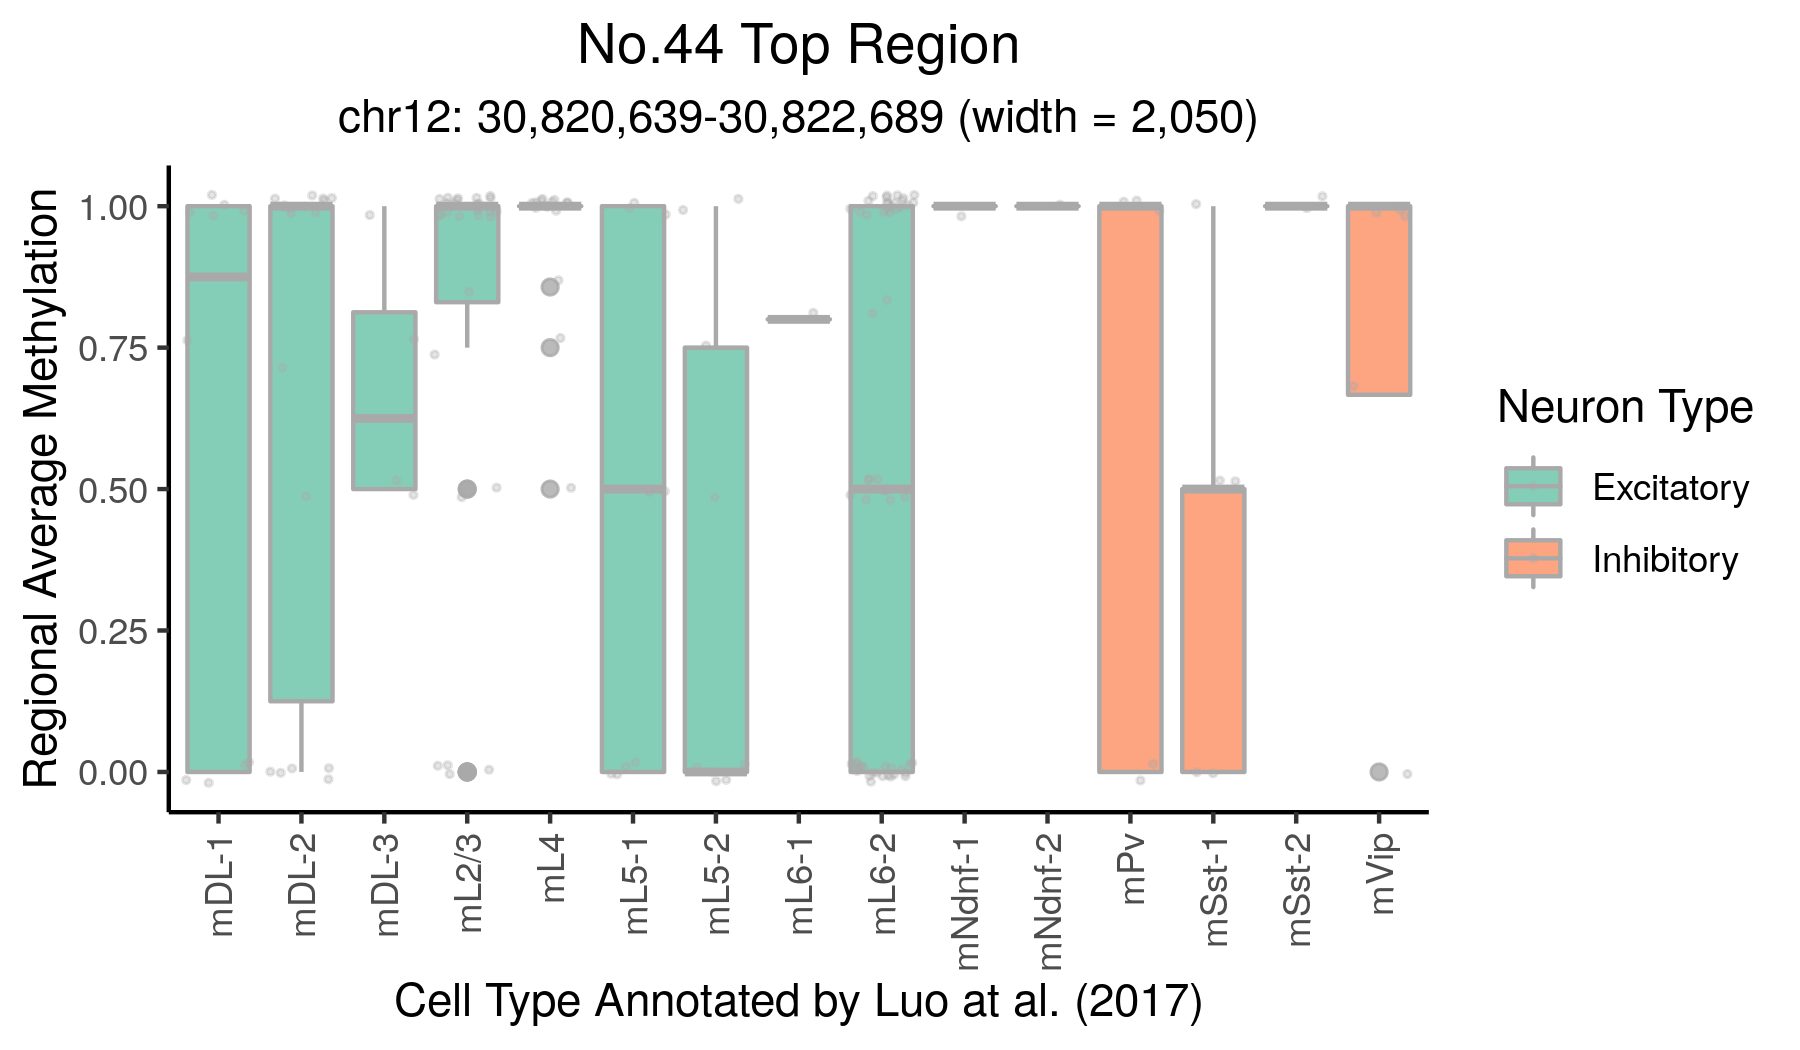 No.44 Top Region
chr12: 30,820,639-30,822,689 (width = 2,050)
Regional Average Methylation
1.00
0.75
0.50
0.25
0.00
mDL-1
mDL-2
mDL-3
mL2/3
mL4
mL5-1
mL5-2
mL6-1
mL6-2
mNdnf-1
mNdnf-2
mPv
mSst-1
mSst-2
mVip
Cell Type Annotated by Luo at al. (2017)
Neuron Type
Excitatory
Inhibitory